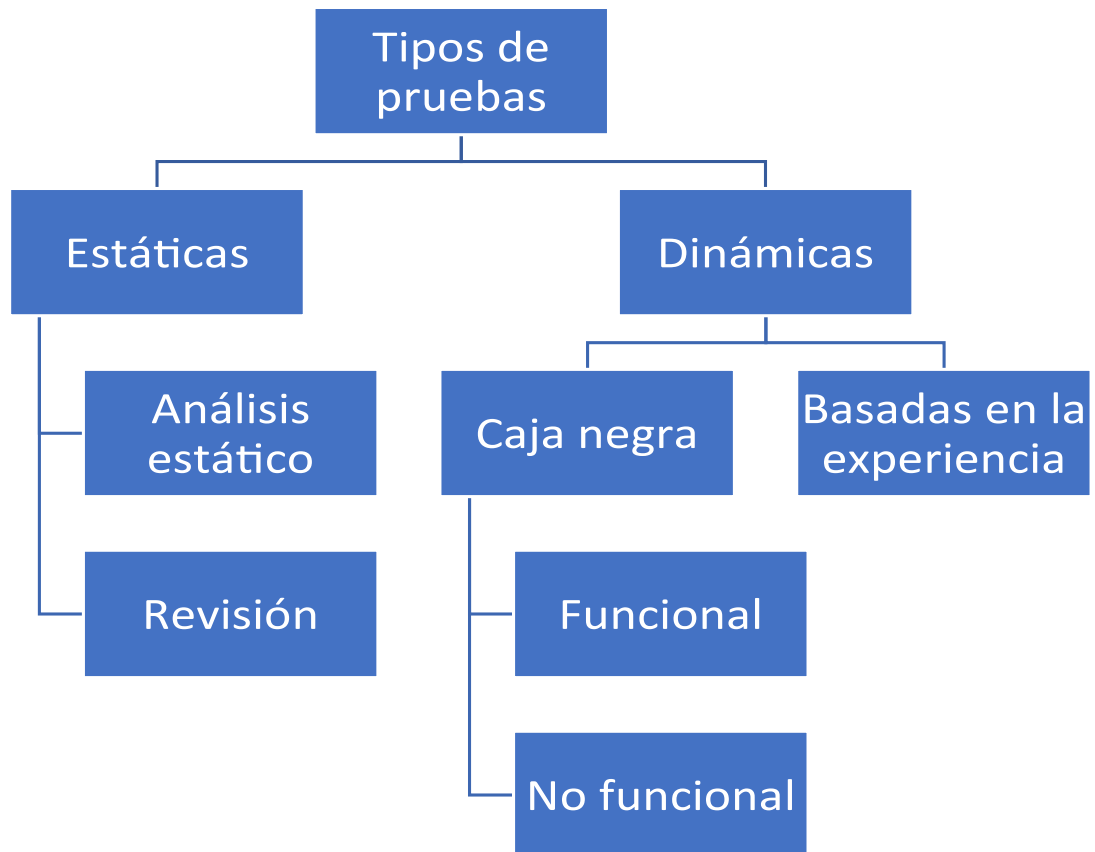 Tipos de
pruebas
Estáticas
Dinámicas
Análisis
estático
Caja negra
Basadas en la
experiencia
Revisión
Funcional
No funcional